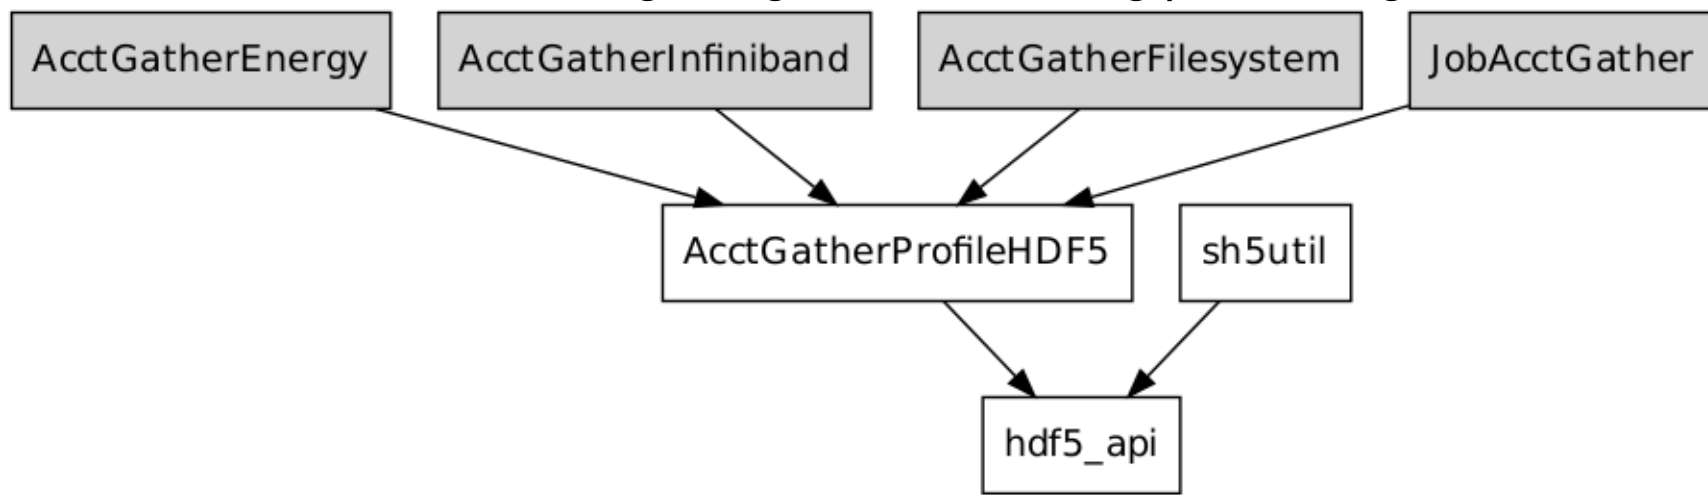 AcctGatherEnergy
AcctGatherInfiniband
AcctGatherFilesystem
JobAcctGather
AcctGatherProfileHDF5
sh5util
hdf5_api